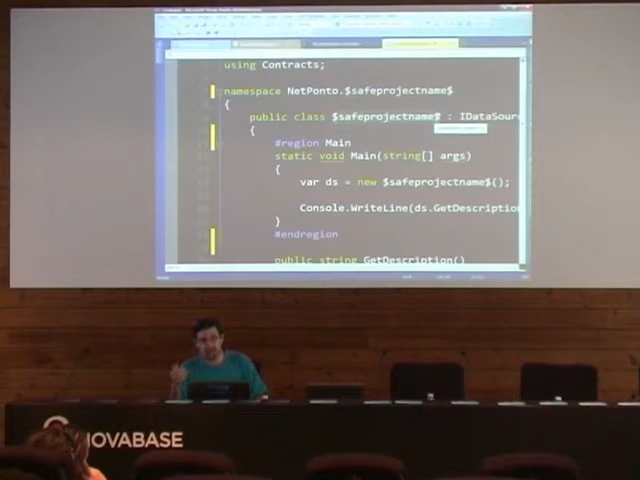 using Contracts;
namespace NetPonto.$safeprojectname$
{
public class $safeprojectname$ : IDataSour
{
#region Main
static void Main(string[] args)
{
var ds = new $safeprojectname$();
Console.WriteLine(ds.GetDescription
}
#endregion
public string GetDescription()
NOVABASE